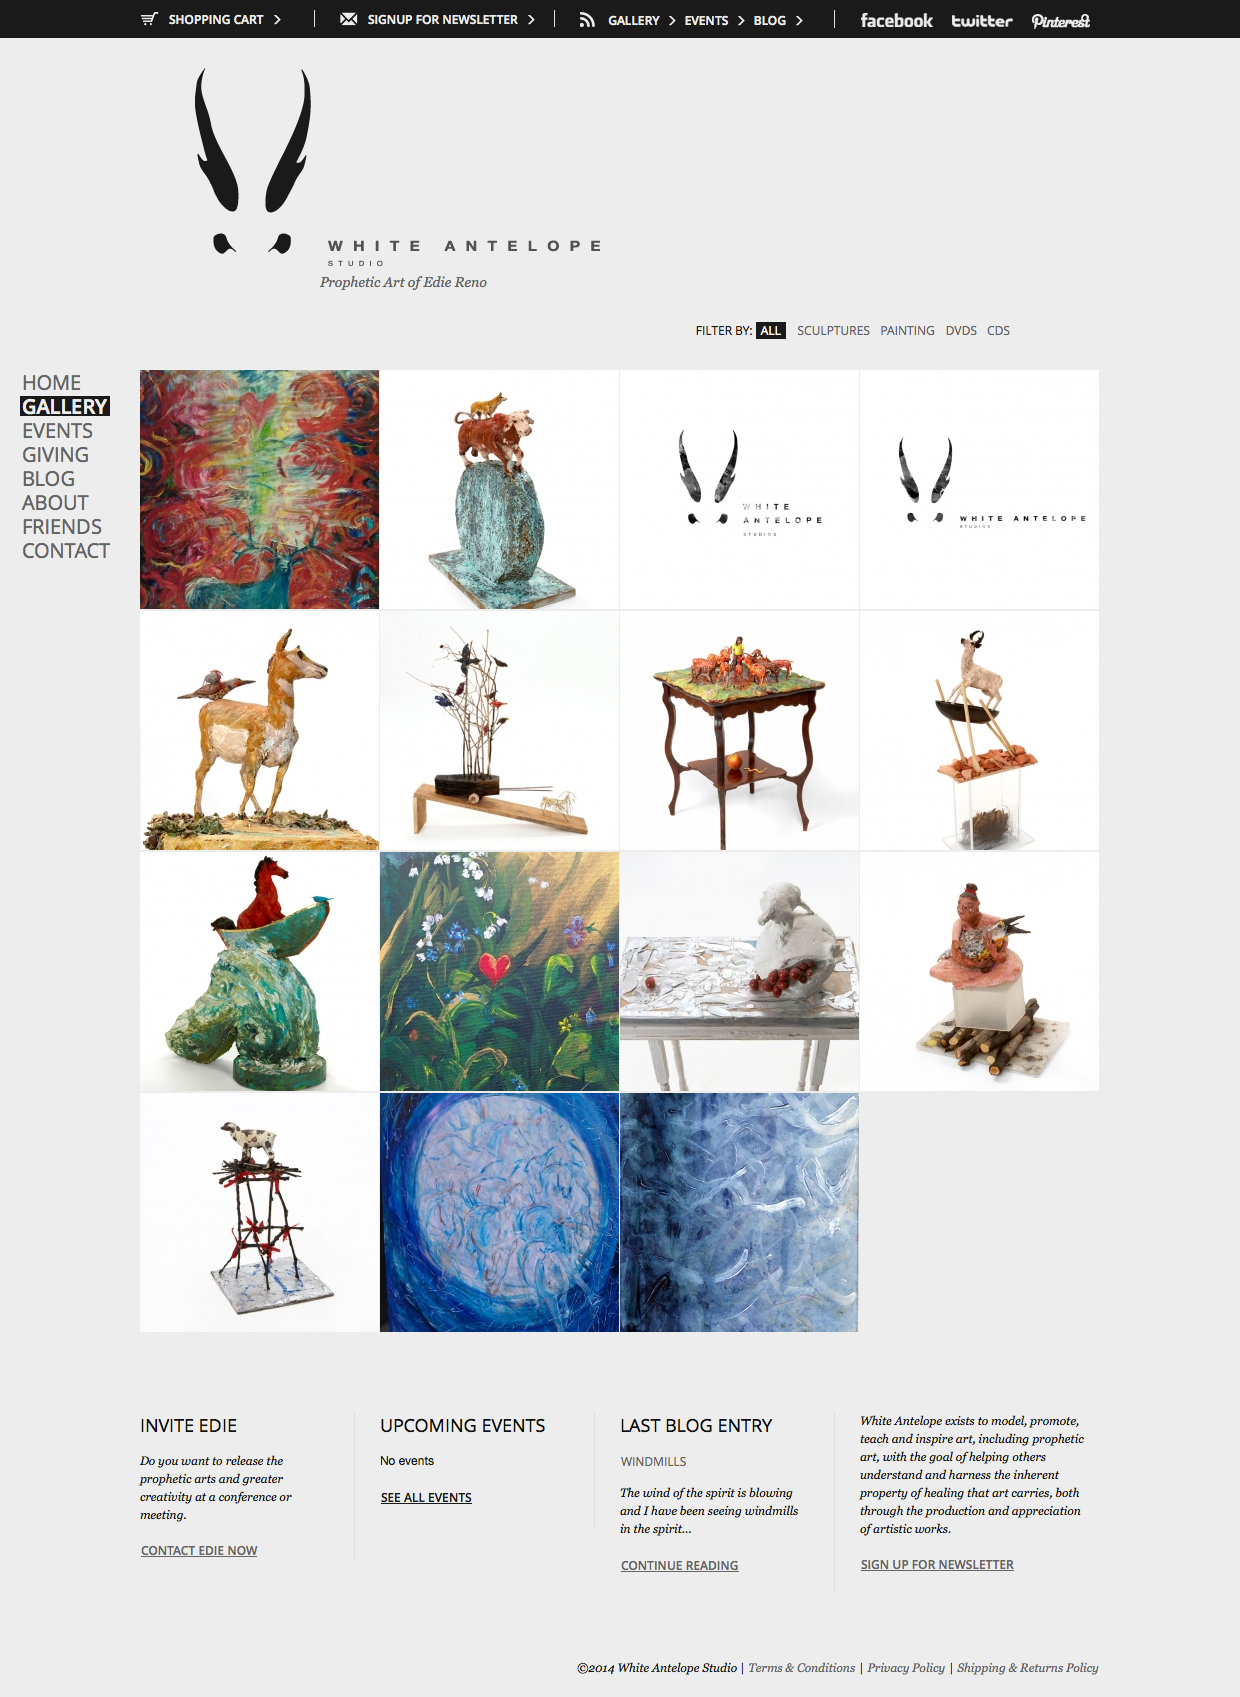 SHOPPING CART
SIGNUP FOR NEWSLETTER
GALLERY EVENTS BLOG
facebook twitter Pinterest
WHITE ANTELOPE
STUDIO
Prophetic Art of Edie Reno
FILTER BY: ALL SCULPTURES PAINTING DVDS CDS
HOME
GALLERY
EVENTS
GIVING
BLOG
ABOUT
FRIENDS
CONTACT
WHITE
ANTELOPE
STUDIOS
WHITE ANTELOPE
STUDIOS
INVITE EDIE
Do you want to release the
prophetic arts and greater
creativity at a conference or
meeting.
CONTACT EDIE NOW
UPCOMING EVENTS
No events
SEE ALL EVENTS
LAST BLOG ENTRY
WINDMILLS
The wind of the spirit is blowing
and I have been seeing windmills
in the spirit...
CONTINUE READING
White Antelope exists to model, promote,
teach and inspire art, including prophetic
art, with the goal of helping others
understand and harness the inherent
property of healing that art carries, both
through the production and appreciation
of artistic works.
SIGN UP FOR NEWSLETTER
©2014 White Antelope Studio | Terms & Conditions | Privacy Policy | Shipping & Returns Policy